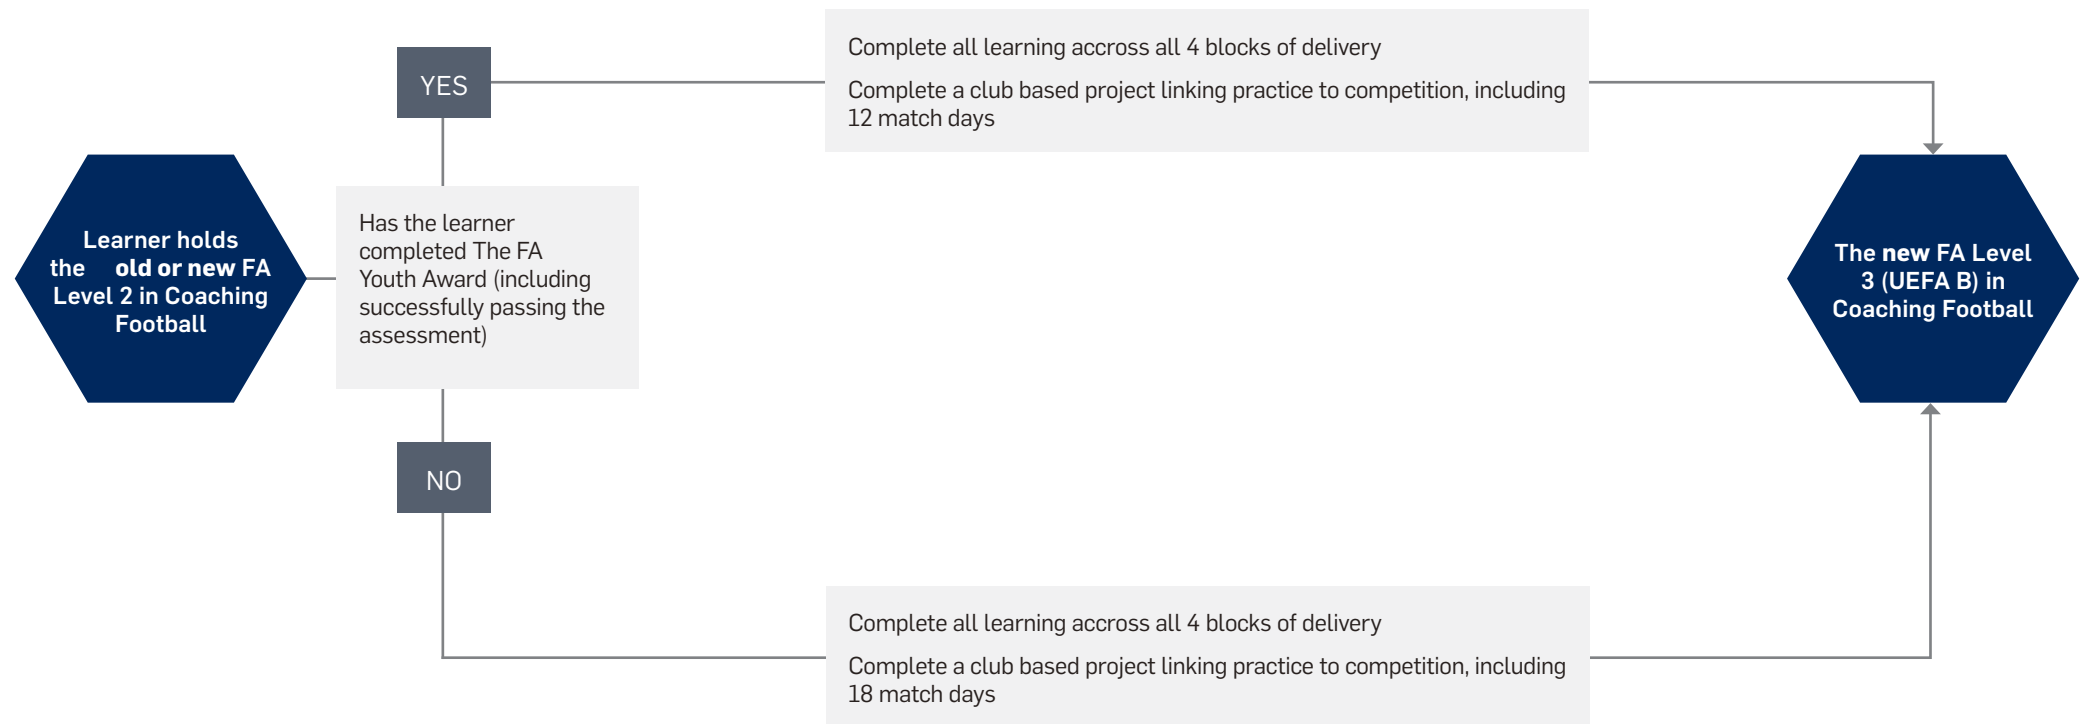 YES
Complete all learning accross all 4 blocks of delivery
Complete a club based project linking practice to competition, including
12 match days
Learner holds
the old or new FA
Level 2 in Coaching
Football
Has the learner
completed The FA
Youth Award (including
successfully passing the
assessment)
The new FA Level
3 (UEFA B) in
Coaching Football
NO
Complete all learning accross all 4 blocks of delivery
Complete a club based project linking practice to competition, including
18 match days